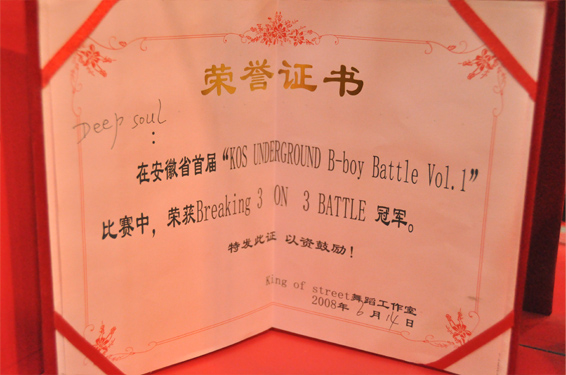 荣誉证书
Deep soul
:
在安徽省首届“KOS UNDERGROUND B-boy Battle Vol.1”
比赛中，荣获Breaking 3 ON 3 BATTLE 冠军。
特发此证 以资鼓励！
King of street舞蹈工作室
2008年6月14日